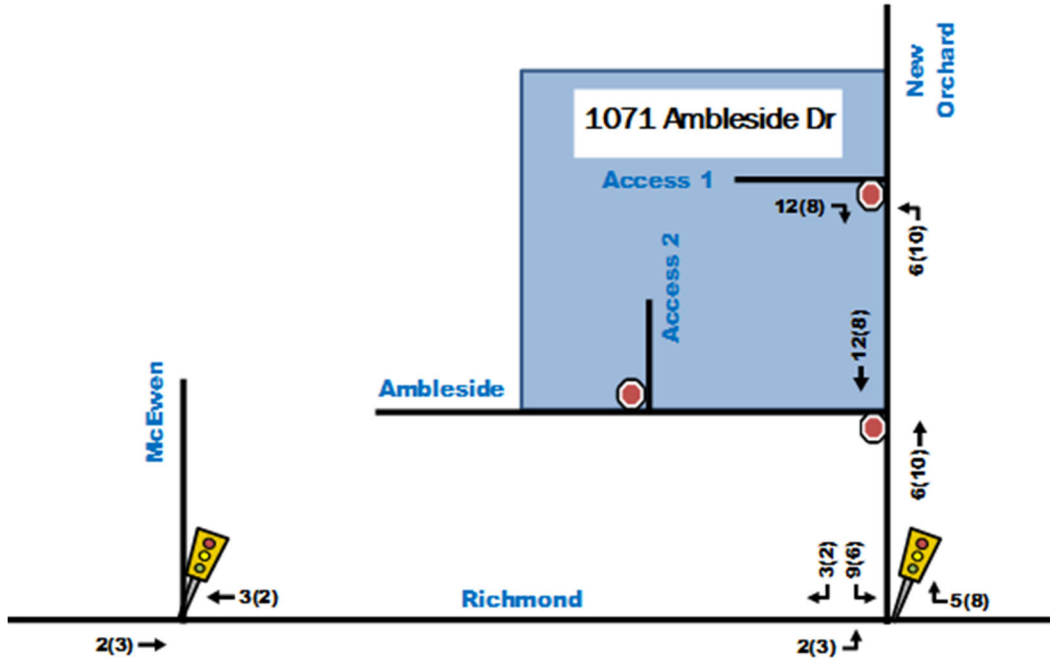 New
Orchard
1071 Ambleside Dr
Access 1
12(8)
6(10)
Access 2
12(8)
McEwen
Ambleside
6(10)
3(2)
9(6)
3(2)
Richmond
5(8)
2(3)
2(3)